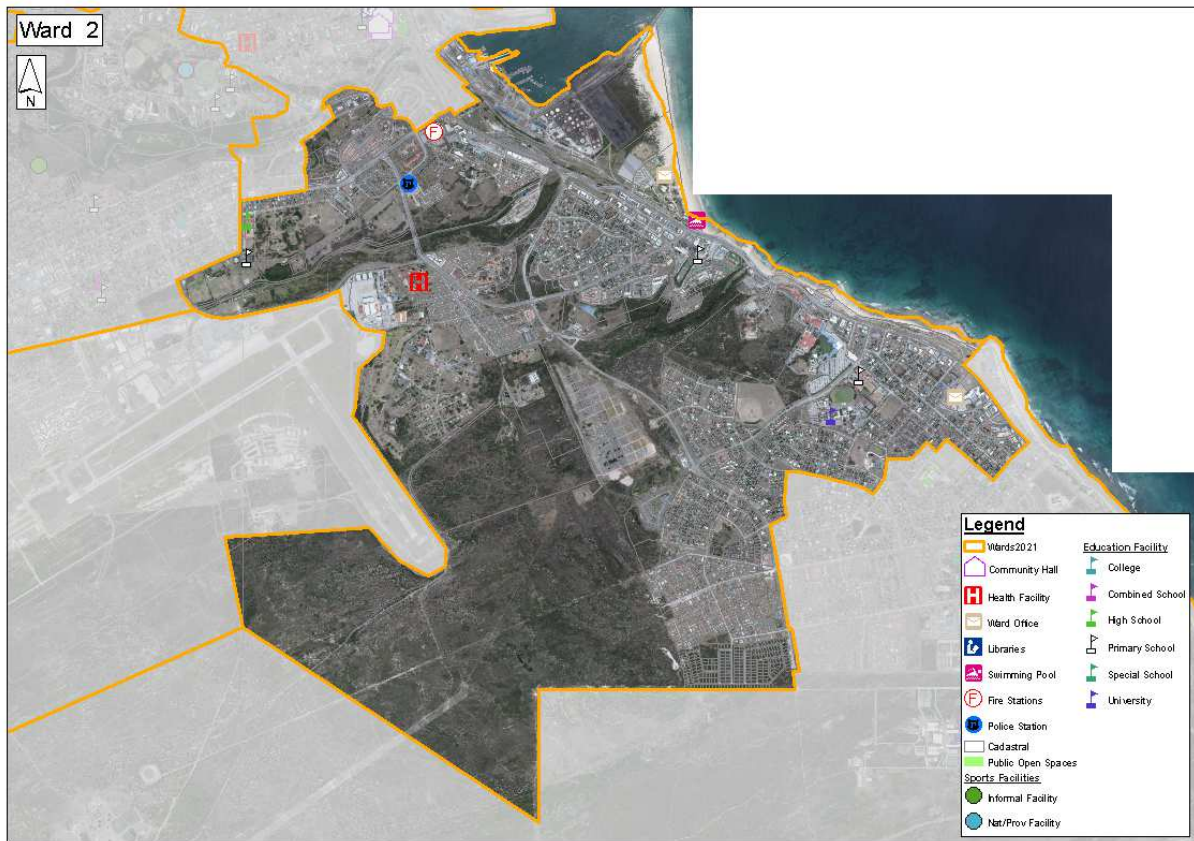 Ward 2
N
H
F
H
Legend
Wards2021
Community Hall
H Health Facility
Ward Office
Libraries
Swimming Pool
F Fire Stations
Police Station
Cadastral
Public Open Spaces
Sports Facilities
Informal Facility
Nat/Prov Facility
Education Facility
College
Combined School
High School
Primary School
Special School
University